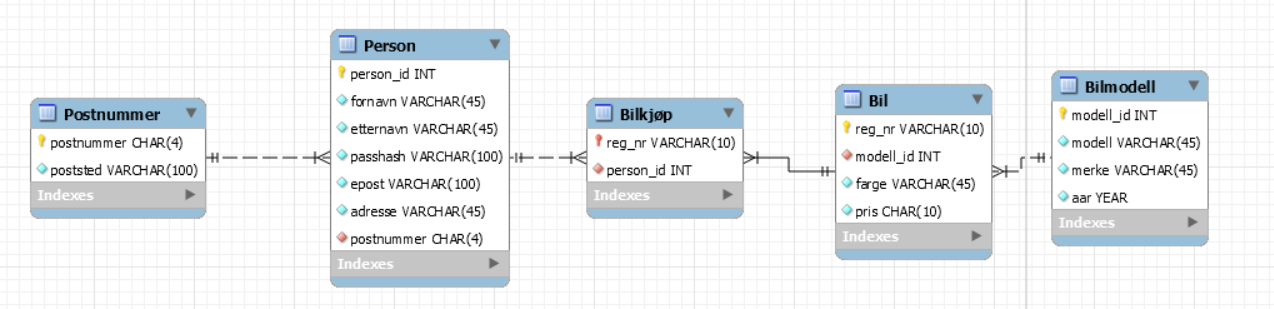 Postnummer
postnummer CHAR(4)
poststed VARCHAR(100)
Indexes
Person
person_id INT
fornavn VARCHAR(45)
etternavn VARCHAR(45)
passhash VARCHAR(100)
epost VARCHAR(100)
adresse VARCHAR(45)
postnummer CHAR(4)
Indexes
Bilkjøp
reg_nr VARCHAR(10)
person_id INT
Indexes
Bil
reg_nr VARCHAR(10)
modell_id INT
farge VARCHAR(45)
pris CHAR(10)
Indexes
Bilmodell
modell_id INT
modell VARCHAR(45)
merke VARCHAR(45)
aar YEAR
Indexes